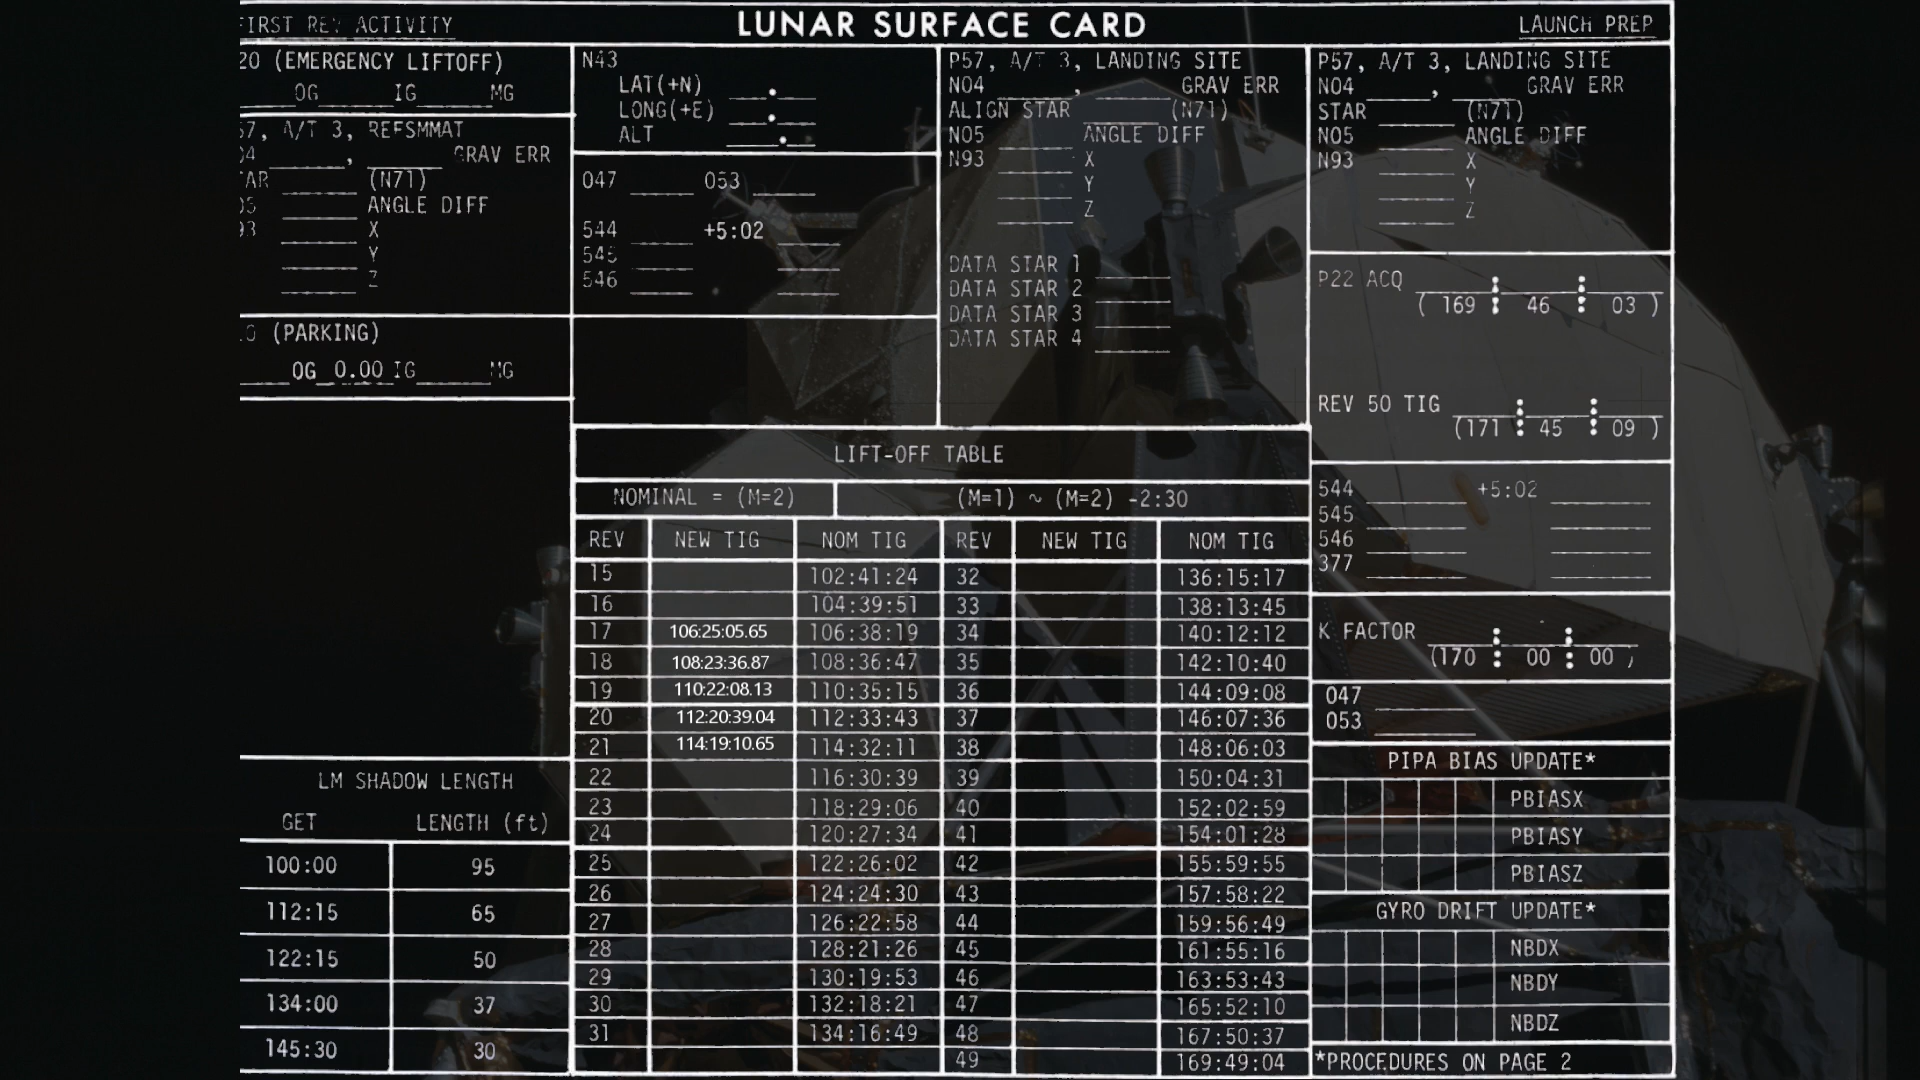 FIRST REV ACTIVITY
LUNAR SURFACE CARD
LAUNCH PREP
20 (EMERGENCY LIFTOFF)
OG IG MG
57, A/T 3, REFSMMAT
04 , GRAV ERR
TAR (N71)
05 ANGLE DIFF
93 X
Y
Z
(PARKING)
OG 0.00 IG MG
LM SHADOW LENGTH
GET LENGTH (ft)
100:00 95
112:15 65
122:15 50
134:00 37
145:30 30
N43
LAT(+N) .
LONG(+E) .
ALT .
047 053
544 +5:02
545
546
P57, A/T 3, LANDING SITE
N04 , GRAV ERR
ALIGN STAR (N71)
N05 ANGLE DIFF
N93 X
Y
Z
DATA STAR 1
DATA STAR 2
DATA STAR 3
DATA STAR 4
LIFT-OFF TABLE
NOMINAL = (M=2) (M=1) ~ (M=2) -2:30
REV NEW TIG NOM TIG REV NEW TIG NOM TIG
15 102:41:24 32 136:15:17
16 104:39:51 33 138:13:45
17 106:25:05.65 106:38:19 34 140:12:12
18 108:23:36.87 108:36:47 35 142:10:40
19 110:22:08.13 110:35:15 36 144:09:08
20 112:20:39.04 112:33:43 37 146:07:36
21 114:19:10.65 114:32:11 38 148:06:03
22 116:30:39 39 150:04:31
23 118:29:06 40 152:02:59
24 120:27:34 41 154:01:28
25 122:26:02 42 155:59:55
26 124:24:30 43 157:58:22
27 126:22:58 44 159:56:49
28 128:21:26 45 161:55:16
29 130:19:53 46 163:53:43
30 132:18:21 47 165:52:10
31 134:16:49 48 167:50:37
49 169:49:04
P57, A/T 3, LANDING SITE
N04 , GRAV ERR
STAR (N71)
N05 ANGLE DIFF
N93 X
Y
Z
P22 ACQ : :
( 169 : 46 : 03 )
REV 50 TIG : :
(171 : 45 : 09 )
544 +5:02
545
546
377
K FACTOR : :
(170 : 00 : 00 )
047
053
PIPA BIAS UPDATE*
PBIASX
PBIASY
PBIASZ
GYRO DRIFT UPDATE*
NBDX
NBDY
NBDZ
*PROCEDURES ON PAGE 2